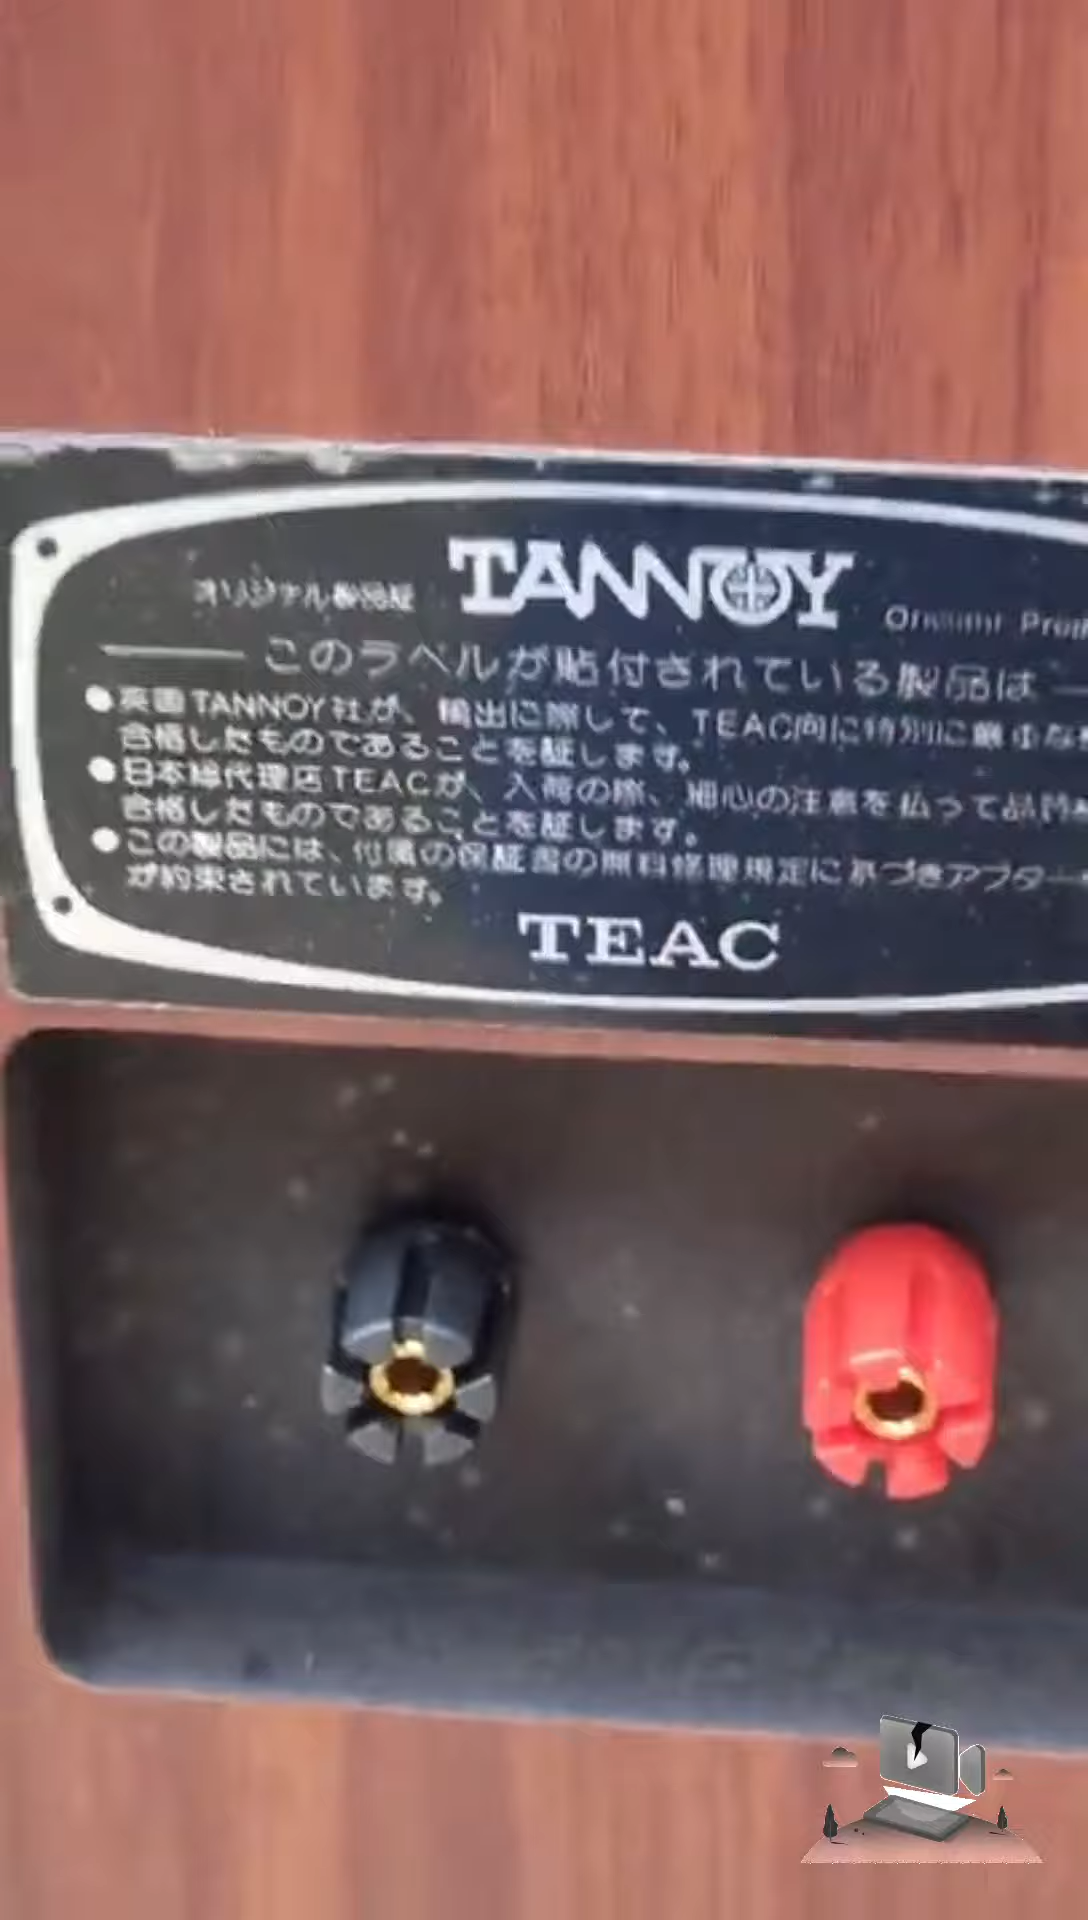 オリジナル製品証 TANNOY Original
このラベルが貼付されている製品は
●英国TANNOY社が、輸出に際して、TEAC向に特別に厳重な
合格したものであることを証します。
●日本総代理店TEACが、入荷の際、細心の注意を払って品質
合格したものであることを証します。
●この製品には、付属の保証書の無料修理規定に基づきアフター
が約束されています。
TEAC